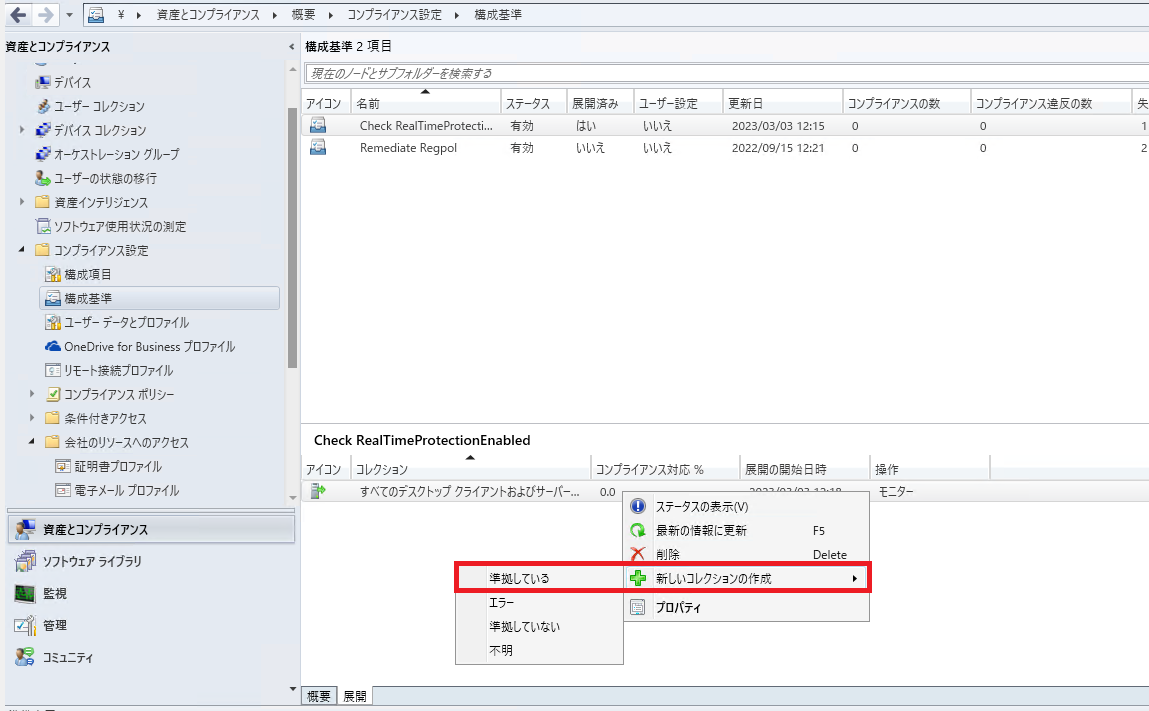 ¥ ▸ 資産とコンプライアンス ▸ 概要 ▸ コンプライアンス設定 ▸ 構成基準
資産とコンプライアンス
デバイス
ユーザー コレクション
デバイス コレクション
オーケストレーション グループ
ユーザーの状態の移行
資産インテリジェンス
ソフトウェア使用状況の測定
コンプライアンス設定
構成項目
構成基準
ユーザー データとプロファイル
OneDrive for Business プロファイル
リモート接続プロファイル
コンプライアンス ポリシー
条件付きアクセス
会社のリソースへのアクセス
証明書プロファイル
電子メール プロファイル
資産とコンプライアンス
ソフトウェア ライブラリ
監視
管理
コミュニティ
構成基準 2 項目
現在のノードとサブフォルダーを検索する
アイコン 名前 ステータス 展開済み ユーザー設定 更新日 コンプライアンスの数 コンプライアンス違反の数 失
Check RealTimeProtecti... 有効 はい いいえ 2023/03/03 12:15 0 0 1
Remediate Regpol 有効 いいえ いいえ 2022/09/15 12:21 0 0 2
Check RealTimeProtectionEnabled
アイコン コレクション コンプライアンス対応 % 展開の開始日時 操作
すべてのデスクトップ クライアントおよびサーバー... 0.0 2023/03/03 12:18 モニター
ステータスの表示(V)
最新の情報に更新 F5
削除 Delete
新しいコレクションの作成
プロパティ
準拠している
エラー
準拠していない
不明
概要 展開